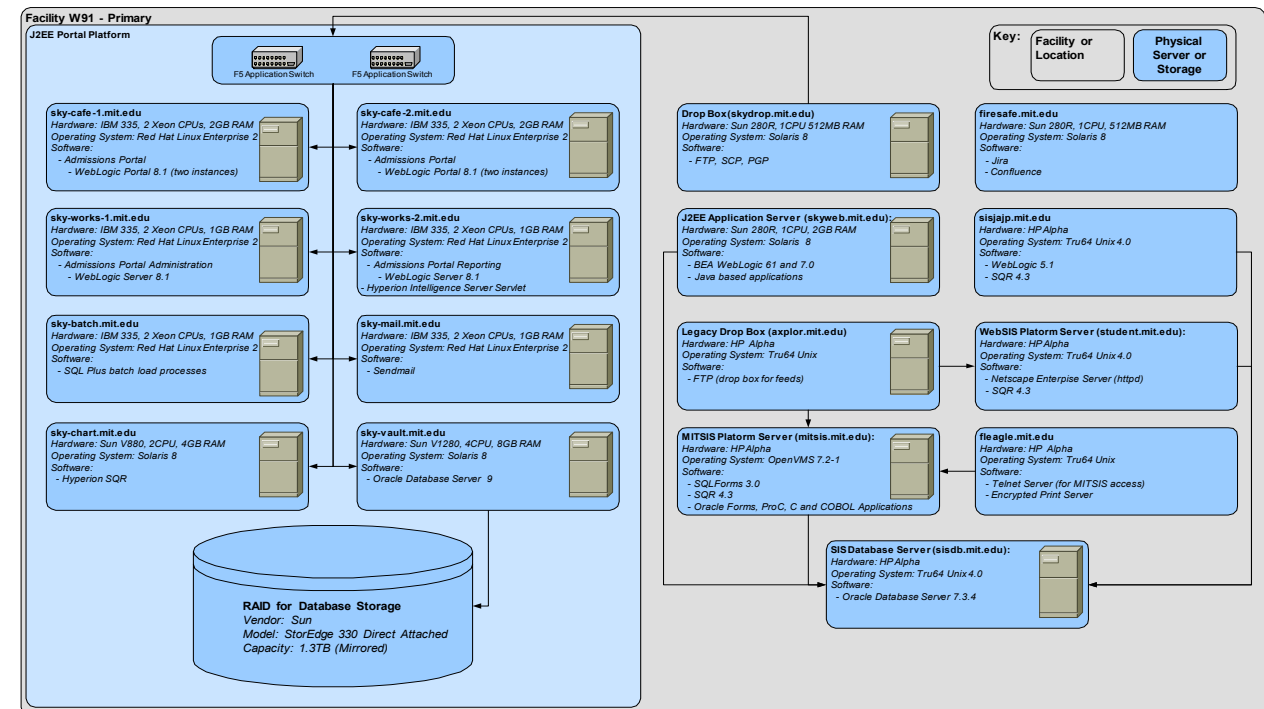 Facility W91 - Primary
J2EE Portal Platform
F5 Application Switch
F5 Application Switch
Key:
Facility or
Location
Physical
Server or
Storage
sky-cafe-1.mit.edu
Hardware: IBM 335, 2 Xeon CPUs, 2GB RAM
Operating System: Red Hat Linux Enterprise 2
Software:
- Admissions Portal
- WebLogic Portal 8.1 (two instances)
sky-cafe-2.mit.edu
Hardware: IBM 335, 2 Xeon CPUs, 2GB RAM
Operating System: Red Hat Linux Enterprise 2
Software:
- Admissions Portal
- WebLogic Portal 8.1 (two instances)
sky-works-1.mit.edu
Hardware: IBM 335, 2 Xeon CPUs, 1GB RAM
Operating System: Red Hat Linux Enterprise 2
Software:
- Admissions Portal Administration
- WebLogic Server 8.1
sky-works-2.mit.edu
Hardware: IBM 335, 2 Xeon CPUs, 1GB RAM
Operating System: Red Hat Linux Enterprise 2
Software:
- Admissions Portal Reporting
- WebLogic Server 8.1
- Hyperion Intelligence Server Servlet
sky-batch.mit.edu
Hardware: IBM 335, 2 Xeon CPUs, 1GB RAM
Operating System: Red Hat Linux Enterprise 2
Software:
- SQL Plus batch load processes
sky-mail.mit.edu
Hardware: IBM 335, 2 Xeon CPUs, 1GB RAM
Operating System: Red Hat Linux Enterprise 2
Software:
- Sendmail
sky-chart.mit.edu
Hardware: Sun V880, 2CPU, 4GB RAM
Operating System: Solaris 8
Software:
- Hyperion SQR
sky-vault.mit.edu
Hardware: Sun V1280, 4CPU, 8GB RAM
Operating System: Solaris 8
Software:
- Oracle Database Server 9
RAID for Database Storage
Vendor: Sun
Model: StorEdge 330 Direct Attached
Capacity: 1.3TB (Mirrored)
Drop Box (skydrop.mit.edu)
Hardware: Sun 280R, 1CPU 512MB RAM
Operating System: Solaris 8
Software:
- FTP, SCP, PGP
firesafe.mit.edu
Hardware: Sun 280R, 1CPU, 512MB RAM
Operating System: Solaris 8
Software:
- Jira
- Confluence
J2EE Application Server (skyweb.mit.edu):
Hardware: Sun 280R, 1CPU, 2GB RAM
Operating System: Solaris 8
Software:
- BEA WebLogic 61 and 7.0
- Java based applications
sisjajp.mit.edu
Hardware: HP Alpha
Operating System: Tru64 Unix 4.0
Software:
- WebLogic 5.1
- SQR 4.3
Legacy Drop Box (axplor.mit.edu)
Hardware: HP Alpha
Operating System: Tru64 Unix
Software:
- FTP (drop box for feeds)
WebSIS Platorm Server (student.mit.edu):
Hardware: HP Alpha
Operating System: Tru64 Unix 4.0
Software:
- Netscape Enterpise Server (httpd)
- SQR 4.3
MITSIS Platorm Server (mitsis.mit.edu):
Hardware: HP Alpha
Operating System: OpenVMS 7.2-1
Software:
- SQLForms 3.0
- SQR 4.3
- Oracle Forms, ProC, C and COBOL Applications
fleagle.mit.edu
Hardware: HP Alpha
Operating System: Tru64 Unix
Software:
- Telnet Server (for MITSIS access)
- Encrypted Print Server
SIS Database Server (sisdb.mit.edu):
Hardware: HP Alpha
Operating System: Tru64 Unix 4.0
Software:
- Oracle Database Server 7.3.4